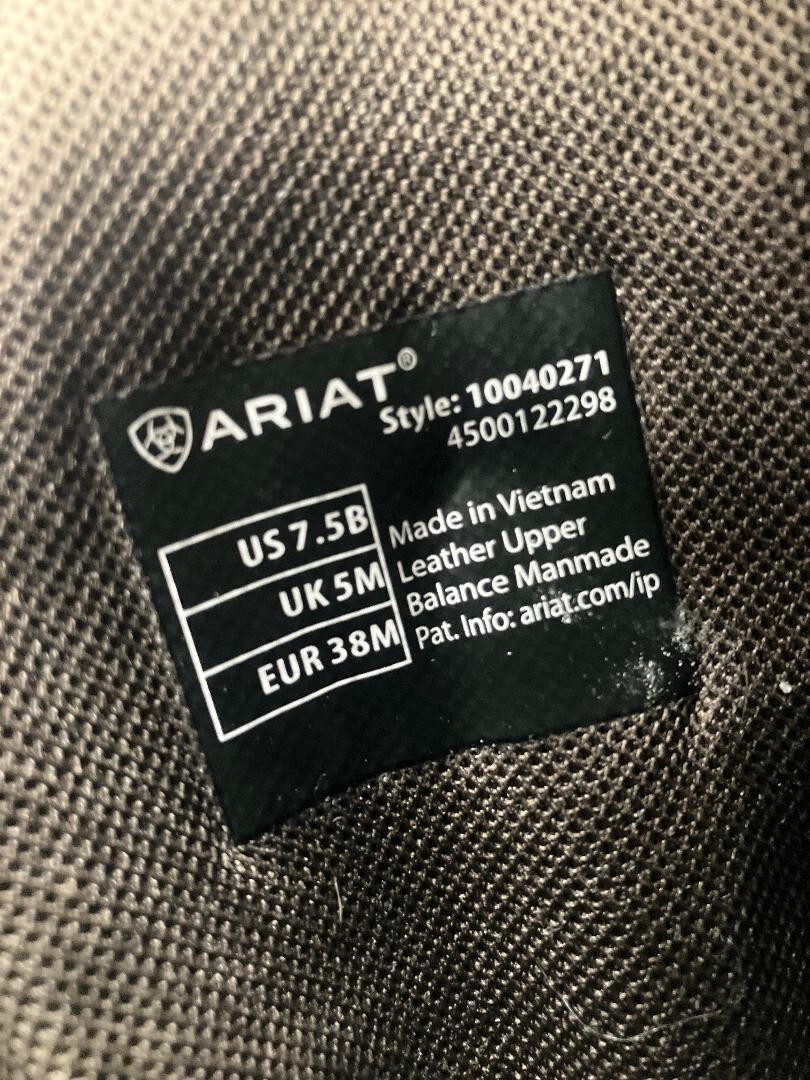 ARIAT®
Style: 10040271
4500122298
US 7.5B
UK 5M
EUR 38M
Made in Vietnam
Leather Upper
Balance Manmade
Pat. Info: ariat.com/ip